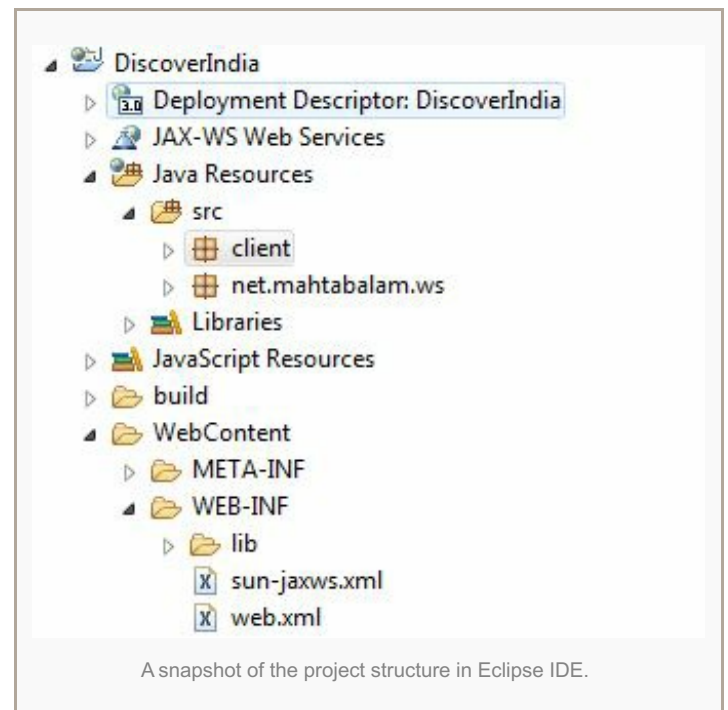 DiscoverIndia
3.0 Deployment Descriptor: DiscoverIndia
JAX-WS Web Services
Java Resources
src
client
net.mahtabalam.ws
Libraries
JavaScript Resources
build
WebContent
META-INF
WEB-INF
lib
X sun-jaxws.xml
X web.xml
A snapshot of the project structure in Eclipse IDE.